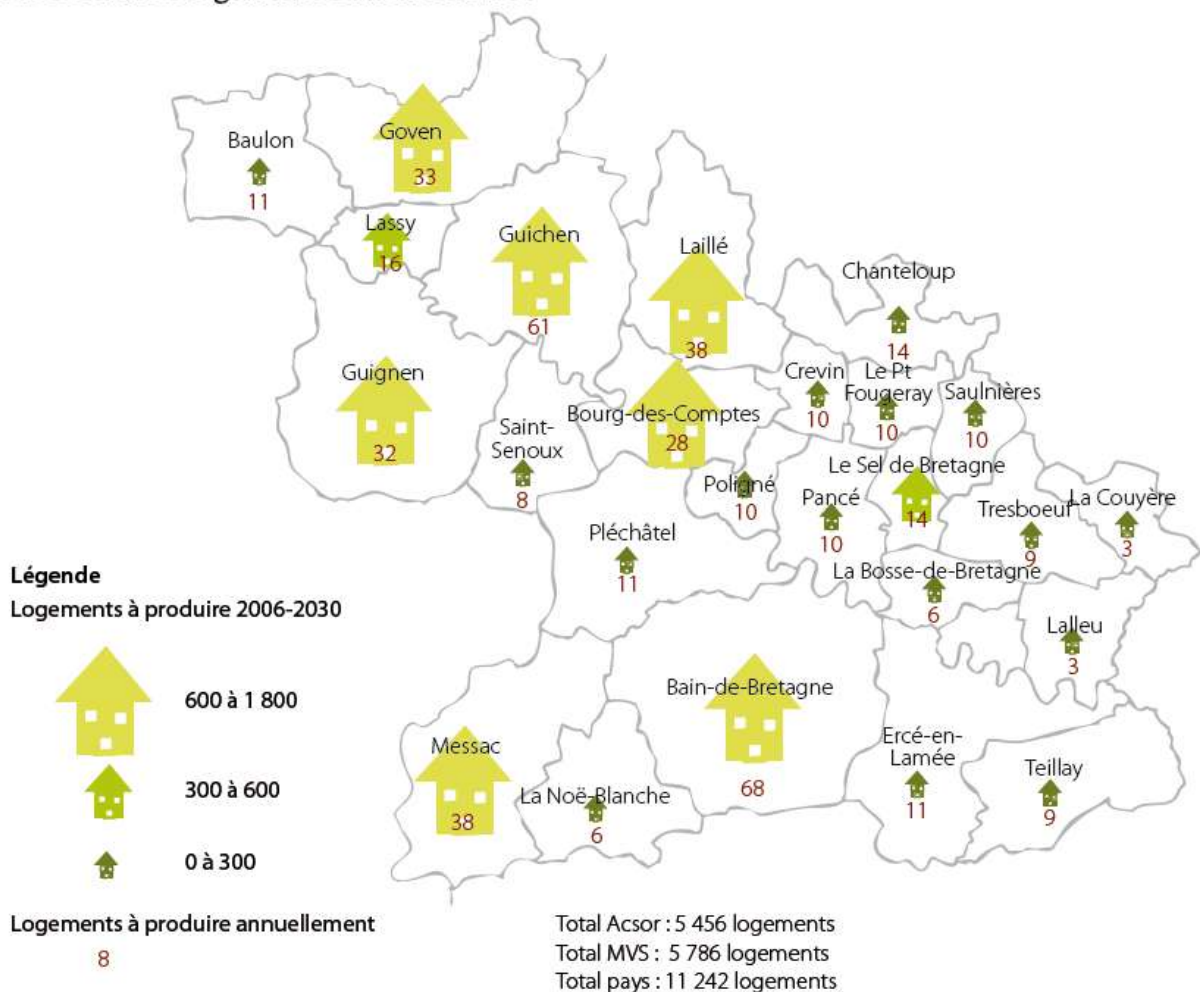 Baulon
11
Goven
33
Lassy
16
Guichen
61
Laillé
38
Chanteloup
14
Guignen
32
Saint-
Senoux
8
Bourg-des-Comptes
28
Crevin
10
Le Pt
Fougeray
10
Saulnières
10
Poligné
10
Pancé
10
Le Sel de Bretagne
14
Tresboeuf
9
La Couyère
3
Pléchâtel
11
La Bosse-de-Bretagne
6
Lalleu
3
Bain-de-Bretagne
68
Messac
38
La Noë-Blanche
6
Ercé-en-
Lamée
11
Teillay
9
Légende
Logements à produire 2006-2030
600 à 1 800
300 à 600
0 à 300
Logements à produire annuellement
8
Total Acsor : 5 456 logements
Total MVS : 5 786 logements
Total pays : 11 242 logements